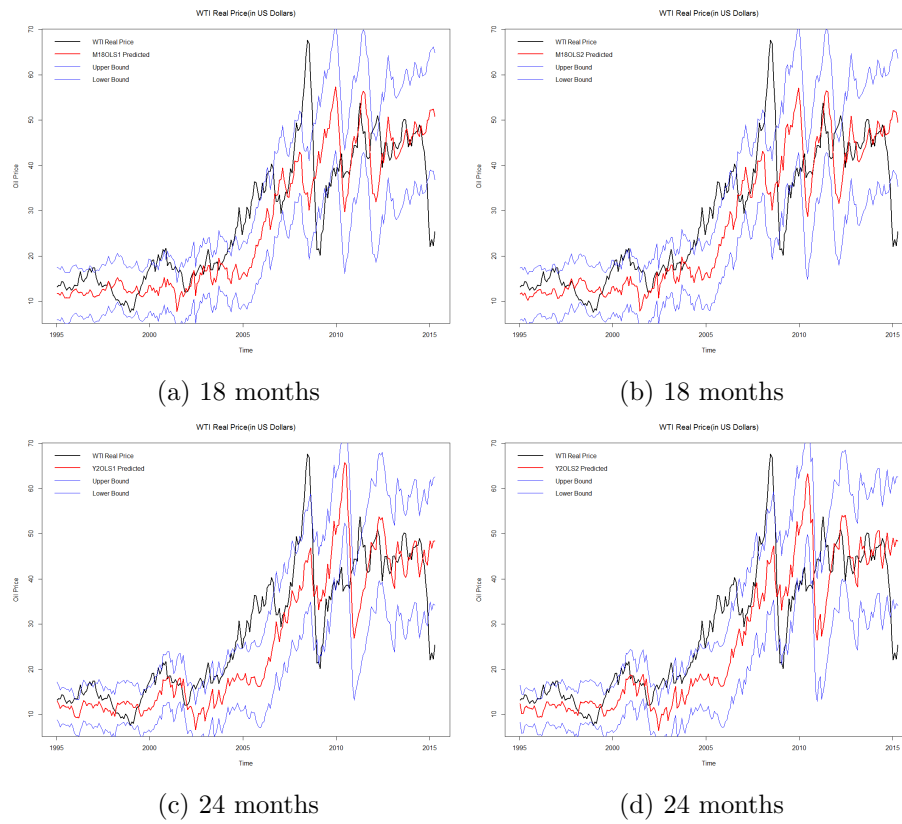 WTI Real Price(in US Dollars)
WTI Real Price
M18OLS1 Predicted
Upper Bound
Lower Bound
Oil Price
70
60
50
40
30
20
10
1995
2000
2005
2010
2015
Time
(a) 18 months
WTI Real Price(in US Dollars)
WTI Real Price
M18OLS2 Predicted
Upper Bound
Lower Bound
Oil Price
70
60
50
40
30
20
10
1995
2000
2005
2010
2015
Time
(b) 18 months
WTI Real Price(in US Dollars)
WTI Real Price
Y2OLS1 Predicted
Upper Bound
Lower Bound
Oil Price
70
60
50
40
30
20
10
1995
2000
2005
2010
2015
Time
(c) 24 months
WTI Real Price(in US Dollars)
WTI Real Price
Y2OLS2 Predicted
Upper Bound
Lower Bound
Oil Price
70
60
50
40
30
20
10
1995
2000
2005
2010
2015
Time
(d) 24 months